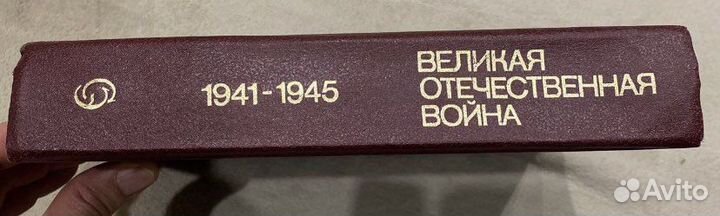 1941-1945
ВЕЛИКАЯ
ОТЕЧЕСТВЕННАЯ
ВОЙНА
Avito